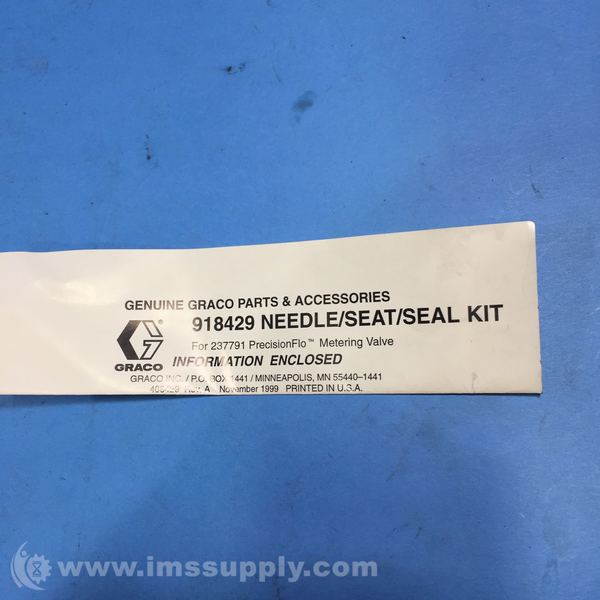 GENUINE GRACO PARTS & ACCESSORIES
918429 NEEDLE/SEAT/SEAL KIT
For 237791 PrecisionFlo™ Metering Valve
INFORMATION ENCLOSED
GRACO®
GRACO INC. / P.O. BOX 1441 / MINNEAPOLIS, MN 55440–1441
Rev. A November 1999 PRINTED IN U.S.A.
www.imssupply.com